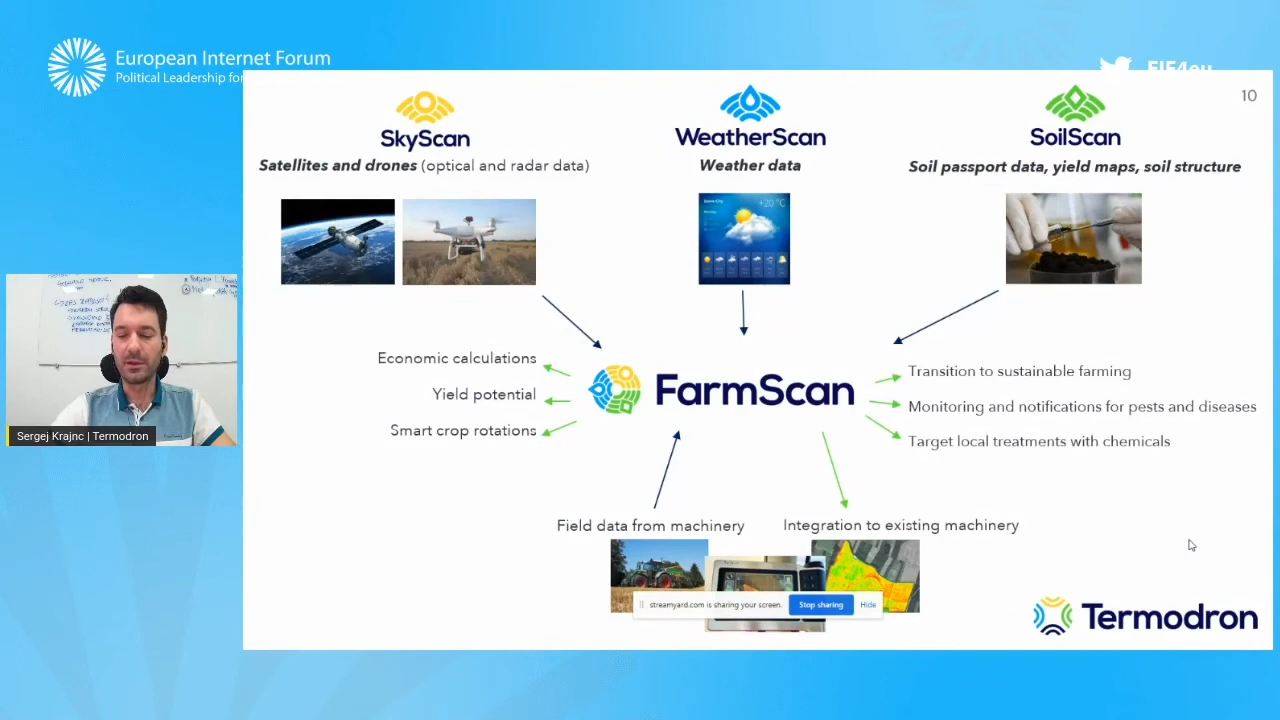 European Internet Forum
Political Leadership for
EIF4eu
10
SkyScan
Satellites and drones (optical and radar data)
WeatherScan
Weather data
SoilScan
Soil passport data, yield maps, soil structure
+20 °C
Economic calculations
Yield potential
Smart crop rotations
FarmScan
Transition to sustainable farming
Monitoring and notifications for pests and diseases
Target local treatments with chemicals
Sergej Krajnc | Termodron
Field data from machinery
Integration to existing machinery
streamyard.com is sharing your screen.
Stop sharing
Hide
Termodron